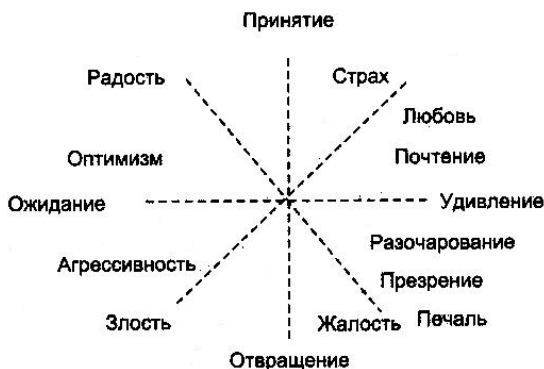 Принятие
Радость
Страх
Любовь
Оптимизм
Почтение
Ожидание
Удивление
Разочарование
Агрессивность
Презрение
Злость
Жалость
Печаль
Отвращение